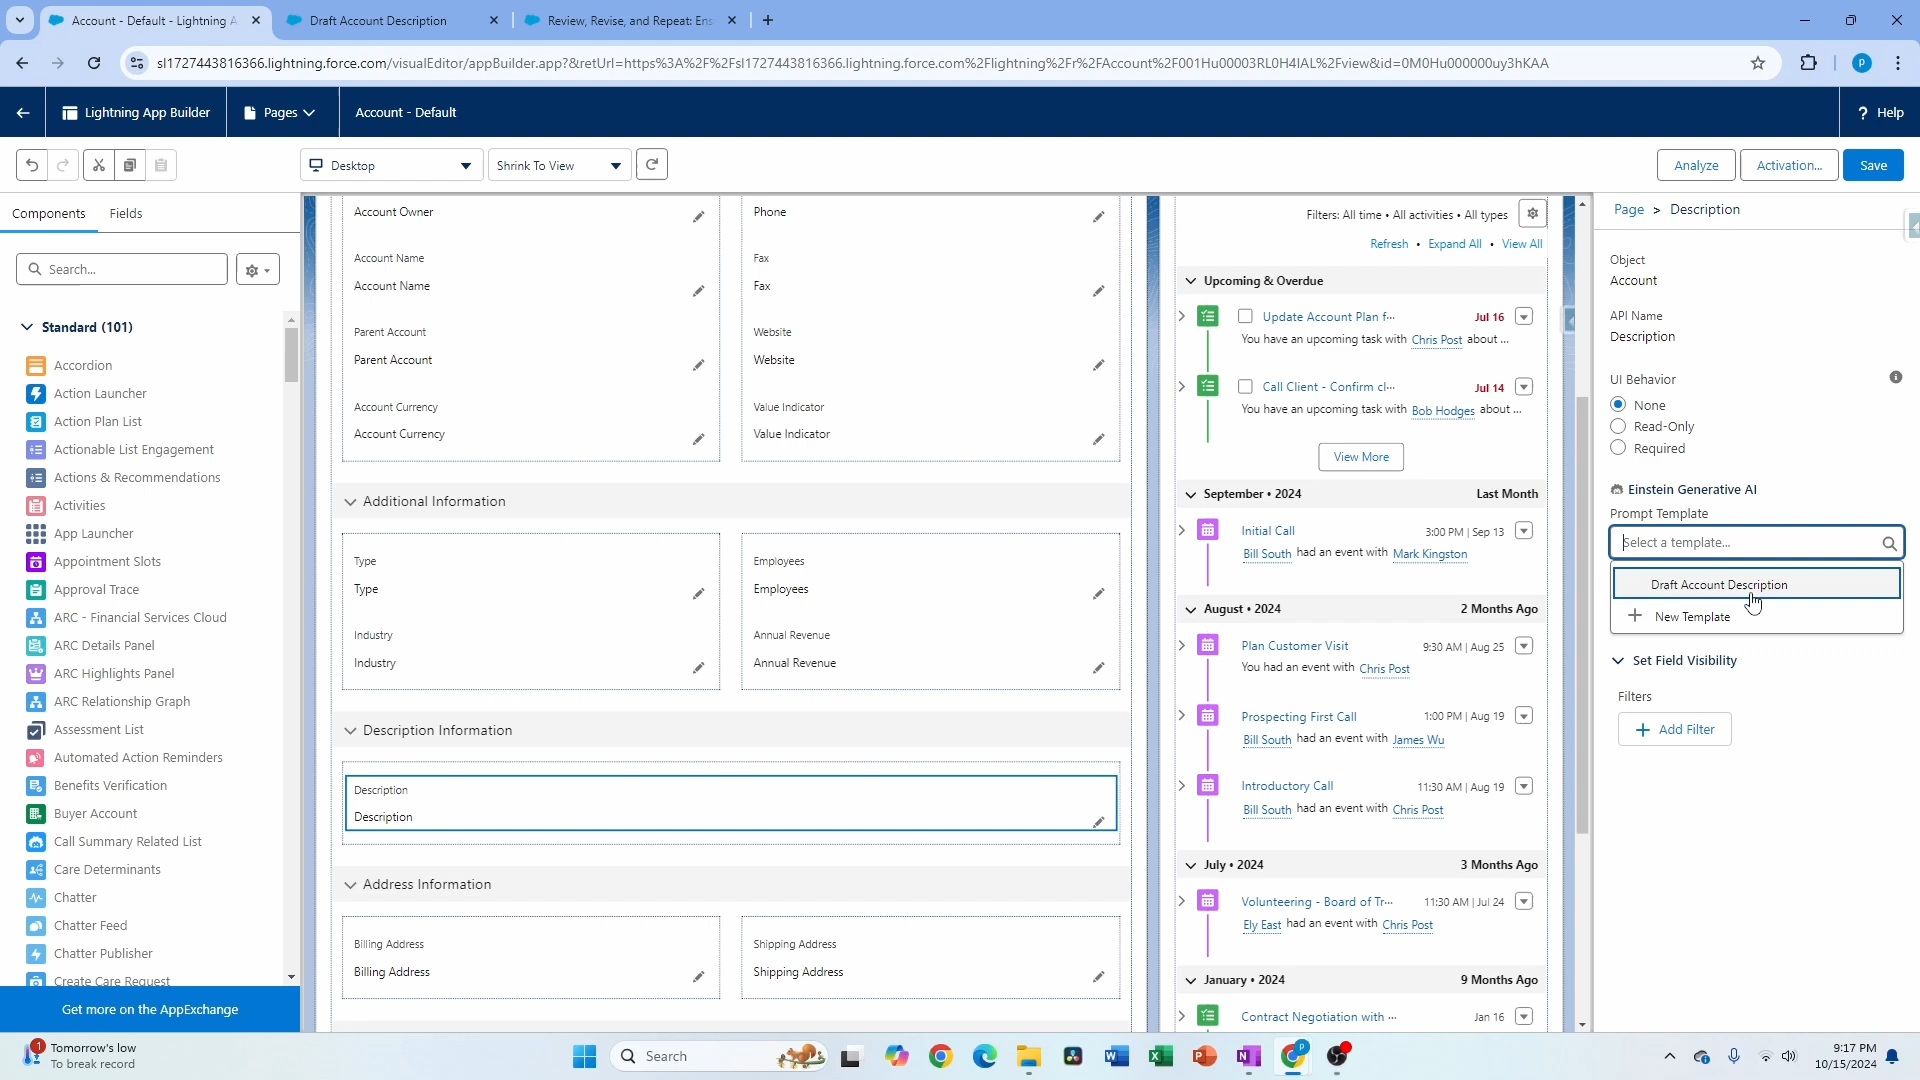 Account - Default - Lightning A
Draft Account Description
Review, Revise, and Repeat: Ens
sl1727443816366.lightning.force.com/visualEditor/appBuilder.app?&retUrl=https%3A%2F%2Fsl1727443816366.lightning.force.com%2Flightning%2Fr%2FAccount%2F001Hu00003RL0H4IAL%2Fview&id=0M0Hu000000uy3hKAA
P
Lightning App Builder
Pages
Account - Default
? Help
Desktop
Shrink To View
Analyze
Activation...
Save
Components
Fields
Search...
Standard (101)
Accordion
Action Launcher
Action Plan List
Actionable List Engagement
Actions & Recommendations
Activities
App Launcher
Appointment Slots
Approval Trace
ARC - Financial Services Cloud
ARC Details Panel
ARC Highlights Panel
ARC Relationship Graph
Assessment List
Automated Action Reminders
Benefits Verification
Buyer Account
Call Summary Related List
Care Determinants
Chatter
Chatter Feed
Chatter Publisher
Create Care Request
Get more on the AppExchange
Account Owner
Phone
Account Name
Fax
Account Name
Fax
Parent Account
Website
Parent Account
Website
Account Currency
Value Indicator
Account Currency
Value Indicator
Additional Information
Type
Employees
Type
Employees
Industry
Annual Revenue
Industry
Annual Revenue
Description Information
Description
Description
Address Information
Billing Address
Shipping Address
Billing Address
Shipping Address
Filters: All time • All activities • All types
Refresh • Expand All • View All
Upcoming & Overdue
Update Account Plan f... Jul 16
You have an upcoming task with Chris Post about ...
Call Client - Confirm cl... Jul 14
You have an upcoming task with Bob Hodges about ...
View More
September • 2024 Last Month
Initial Call 3:00 PM | Sep 13
Bill South had an event with Mark Kingston
August • 2024 2 Months Ago
Plan Customer Visit 9:30 AM | Aug 25
You had an event with Chris Post
Prospecting First Call 1:00 PM | Aug 19
Bill South had an event with James Wu
Introductory Call 11:30 AM | Aug 19
Bill South had an event with Chris Post
July • 2024 3 Months Ago
Volunteering - Board of Tr... 11:30 AM | Jul 24
Ely East had an event with Chris Post
January • 2024 9 Months Ago
Contract Negotiation with ... Jan 16
Page > Description
Object
Account
API Name
Description
UI Behavior
None
Read-Only
Required
Einstein Generative AI
Prompt Template
Select a template...
Draft Account Description
New Template
Set Field Visibility
Filters
Add Filter
1
Tomorrow's low
To break record
Search
9:17 PM
10/15/2024